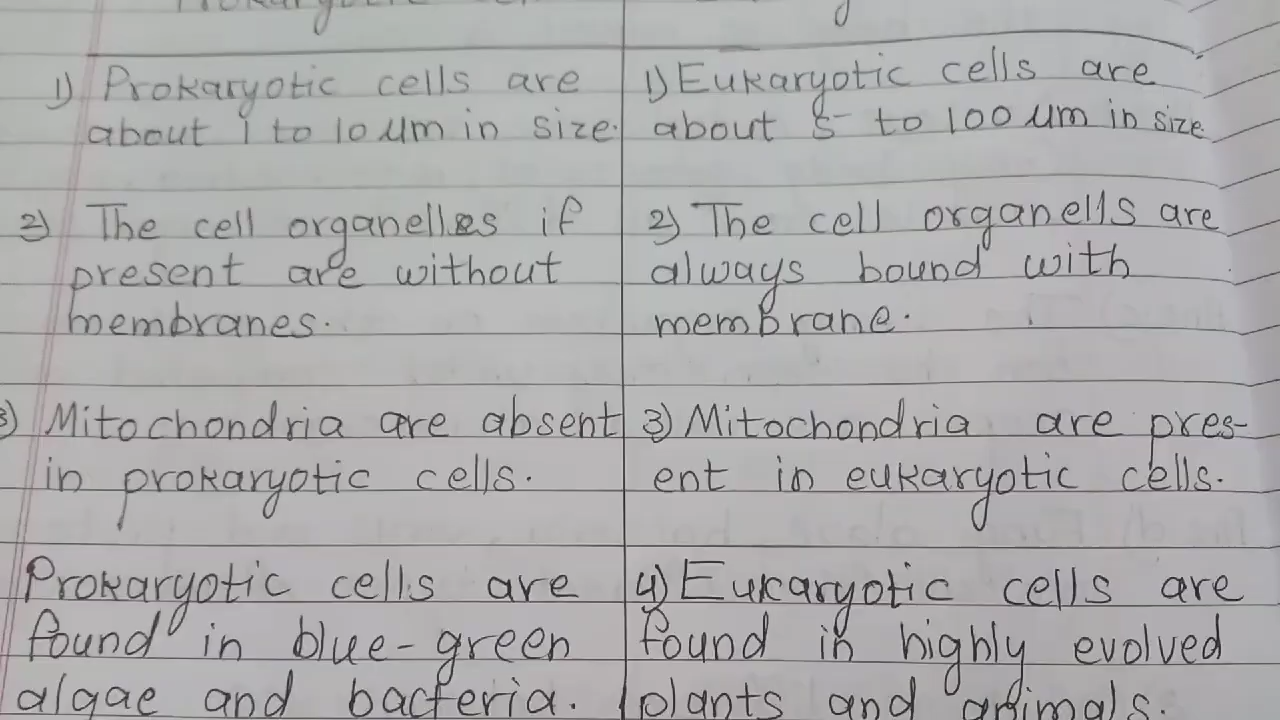 Prokaryotic
1) Prokaryotic cells are
about 1 to 10 µm in size.
2) The cell organelles if
present are without
membranes.
3) Mitochondria are absent
in prokaryotic cells.
Prokaryotic cells are
found in blue-green
algae and bacteria.
1) Eukaryotic cells are
about 5 to 100 µm in size
2) The cell organells are
always bound with
membrane.
3) Mitochondria are pres-
ent in eukaryotic cells.
4) Eukaryotic cells are
found in highly evolved
plants and animals.